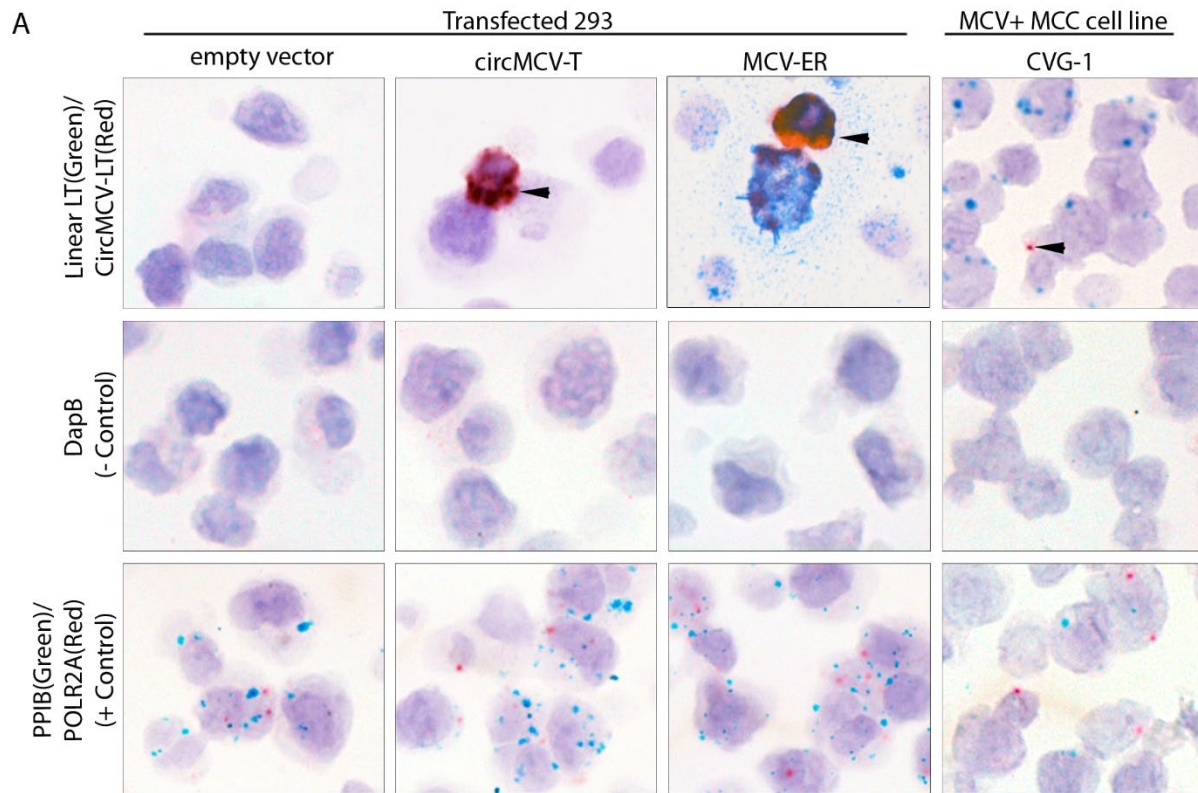 A
Transfected 293
MCV+ MCC cell line
empty vector
circMCV-T
MCV-ER
CVG-1
Linear LT(Green)/
CircMCV-LT(Red)
DapB
(- Control)
PPIB(Green)/
POLR2A(Red)
(+ Control)